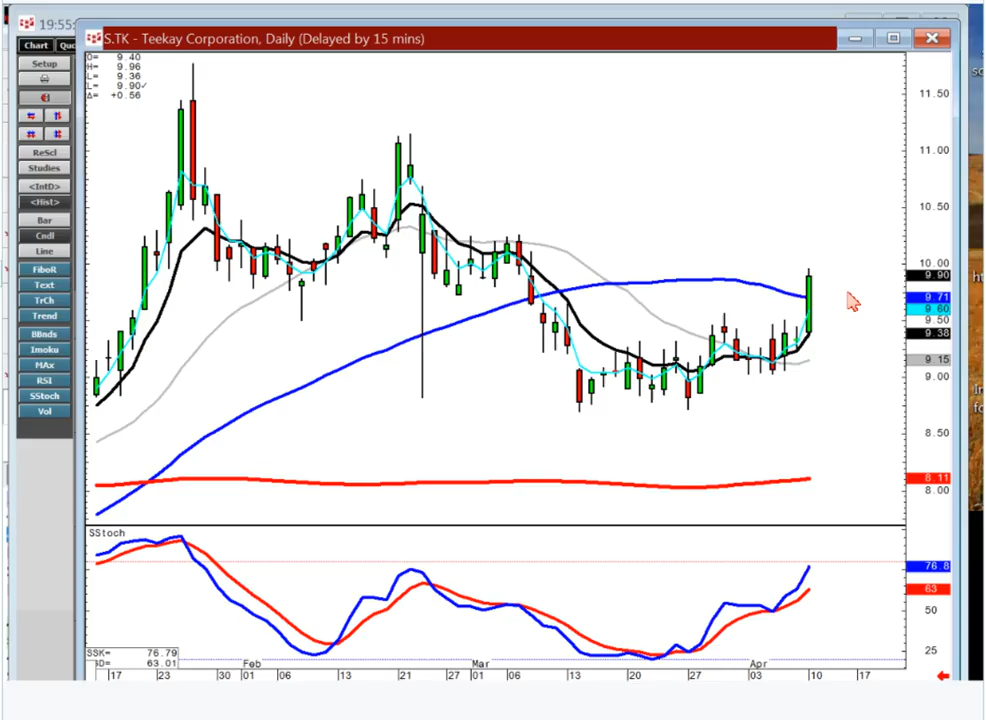 19:55:
S.TK - Teekay Corporation, Daily (Delayed by 15 mins)
Chart Quo
Setup
ReScl
Studies
<IntD>
<Hist>
Bar
Cndl
Line
FiboR
Text
TrCh
Trend
BBnds
Imoku
MAx
RSI
SStoch
Vol
O= 9.40
H= 9.96
L= 9.36
L= 9.90✓
Δ= +0.56
11.50
11.00
10.50
10.00
9.90
9.71
9.60
9.50
9.38
9.15
9.00
8.50
8.11
8.00
SStoch
76.8
63
50
25
SSK= 76.79
SD= 63.01
17 23 30 Feb 01 06 13 21 27 Mar 01 06 13 20 27 Apr 03 10 17